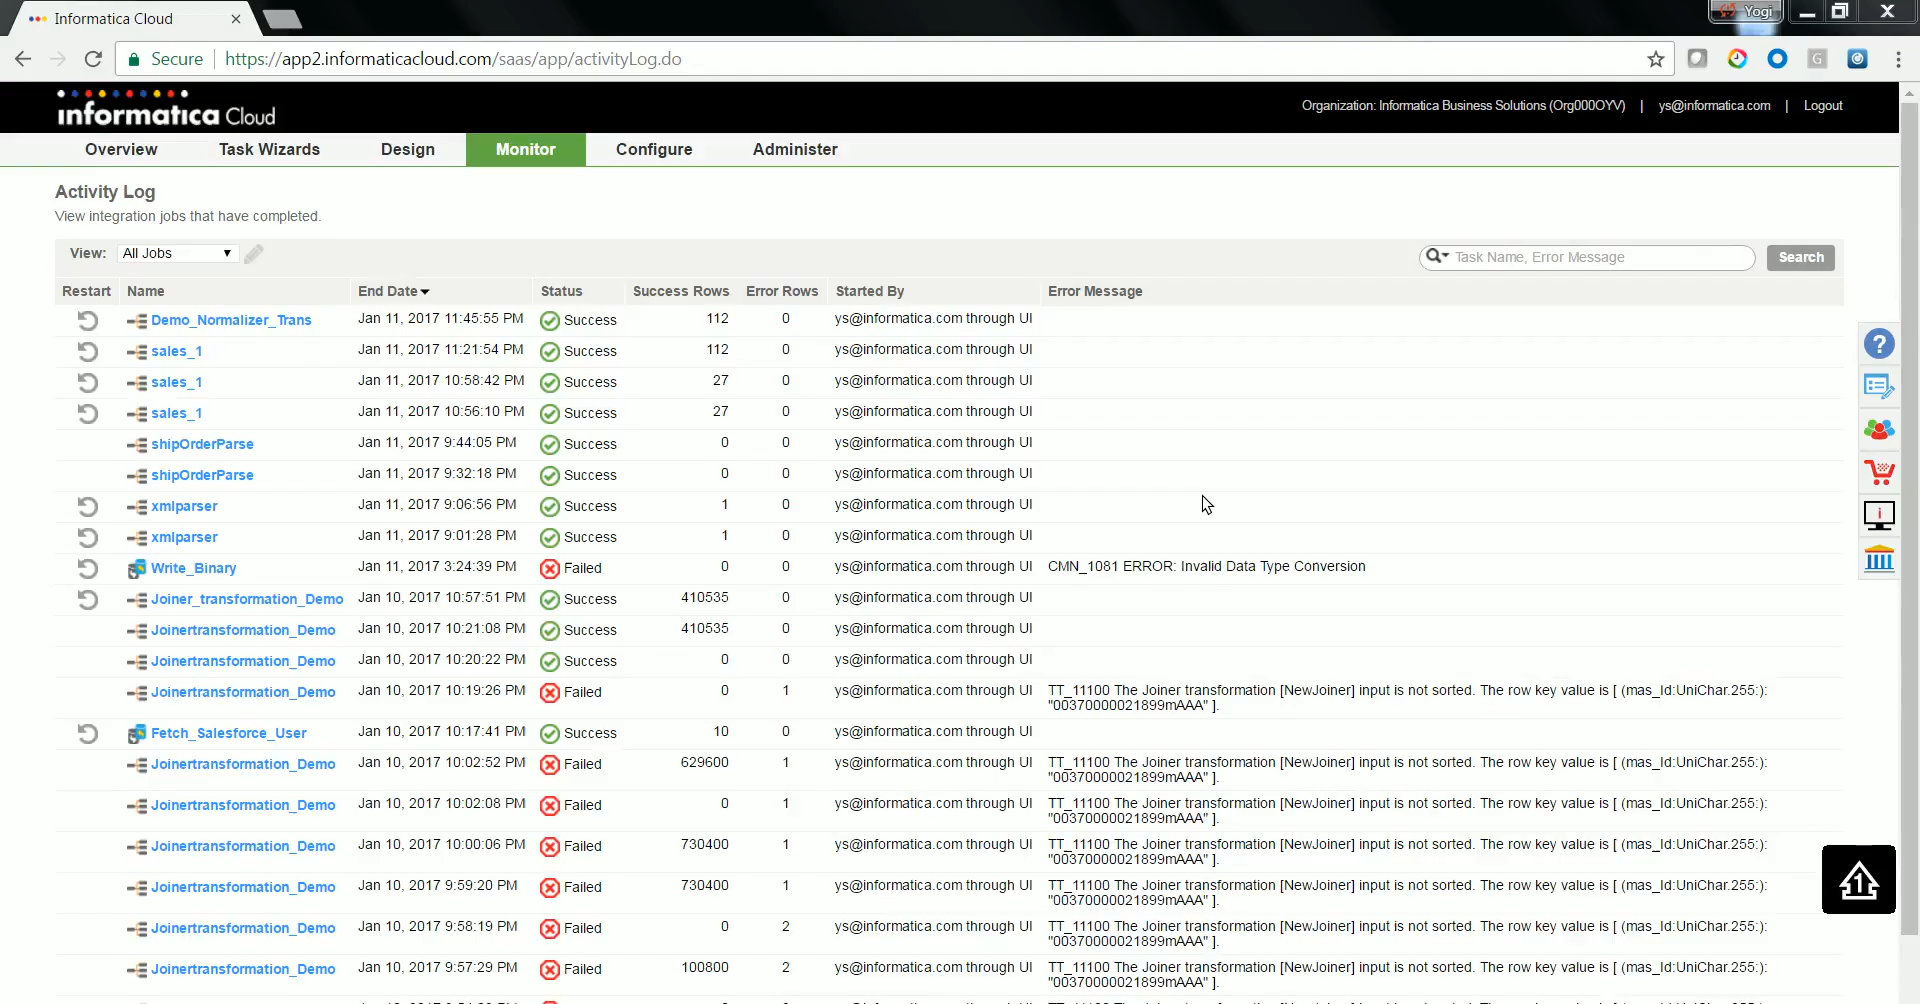 Informatica Cloud
Yogi
Secure https://app2.informaticacloud.com/saas/app/activityLog.do
informatica Cloud
Organization: Informatica Business Solutions (Org000OYV) | ys@informatica.com | Logout
Overview Task Wizards Design Monitor Configure Administer
Activity Log
View integration jobs that have completed.
View: All Jobs Task Name, Error Message Search
Restart Name End Date Status Success Rows Error Rows Started By Error Message
Demo_Normalizer_Trans Jan 11, 2017 11:45:55 PM Success 112 0 ys@informatica.com through UI
sales_1 Jan 11, 2017 11:21:54 PM Success 112 0 ys@informatica.com through UI
sales_1 Jan 11, 2017 10:58:42 PM Success 27 0 ys@informatica.com through UI
sales_1 Jan 11, 2017 10:56:10 PM Success 27 0 ys@informatica.com through UI
shipOrderParse Jan 11, 2017 9:44:05 PM Success 0 0 ys@informatica.com through UI
shipOrderParse Jan 11, 2017 9:32:18 PM Success 0 0 ys@informatica.com through UI
xmlparser Jan 11, 2017 9:06:56 PM Success 1 0 ys@informatica.com through UI
xmlparser Jan 11, 2017 9:01:28 PM Success 1 0 ys@informatica.com through UI
Write_Binary Jan 11, 2017 3:24:39 PM Failed 0 0 ys@informatica.com through UI CMN_1081 ERROR: Invalid Data Type Conversion
Joiner_transformation_Demo Jan 10, 2017 10:57:51 PM Success 410535 0 ys@informatica.com through UI
Joinertransformation_Demo Jan 10, 2017 10:21:08 PM Success 410535 0 ys@informatica.com through UI
Joinertransformation_Demo Jan 10, 2017 10:20:22 PM Success 0 0 ys@informatica.com through UI
Joinertransformation_Demo Jan 10, 2017 10:19:26 PM Failed 0 1 ys@informatica.com through UI TT_11100 The Joiner transformation [NewJoiner] input is not sorted. The row key value is [ (mas_Id:UniChar.255:):
"00370000021899mAAA" ].
Fetch_Salesforce_User Jan 10, 2017 10:17:41 PM Success 10 0 ys@informatica.com through UI
Joinertransformation_Demo Jan 10, 2017 10:02:52 PM Failed 629600 1 ys@informatica.com through UI TT_11100 The Joiner transformation [NewJoiner] input is not sorted. The row key value is [ (mas_Id:UniChar.255:):
"00370000021899mAAA" ].
Joinertransformation_Demo Jan 10, 2017 10:02:08 PM Failed 0 1 ys@informatica.com through UI TT_11100 The Joiner transformation [NewJoiner] input is not sorted. The row key value is [ (mas_Id:UniChar.255:):
"00370000021899mAAA" ].
Joinertransformation_Demo Jan 10, 2017 10:00:06 PM Failed 730400 1 ys@informatica.com through UI TT_11100 The Joiner transformation [NewJoiner] input is not sorted. The row key value is [ (mas_Id:UniChar.255:):
"00370000021899mAAA" ].
Joinertransformation_Demo Jan 10, 2017 9:59:20 PM Failed 730400 1 ys@informatica.com through UI TT_11100 The Joiner transformation [NewJoiner] input is not sorted. The row key value is [ (mas_Id:UniChar.255:):
"00370000021899mAAA" ].
Joinertransformation_Demo Jan 10, 2017 9:58:19 PM Failed 0 2 ys@informatica.com through UI TT_11100 The Joiner transformation [NewJoiner] input is not sorted. The row key value is [ (mas_Id:UniChar.255:):
"00370000021899mAAA" ].
Joinertransformation_Demo Jan 10, 2017 9:57:29 PM Failed 100800 2 ys@informatica.com through UI TT_11100 The Joiner transformation [NewJoiner] input is not sorted. The row key value is [ (mas_Id:UniChar.255:):
"00370000021899mAAA" ].